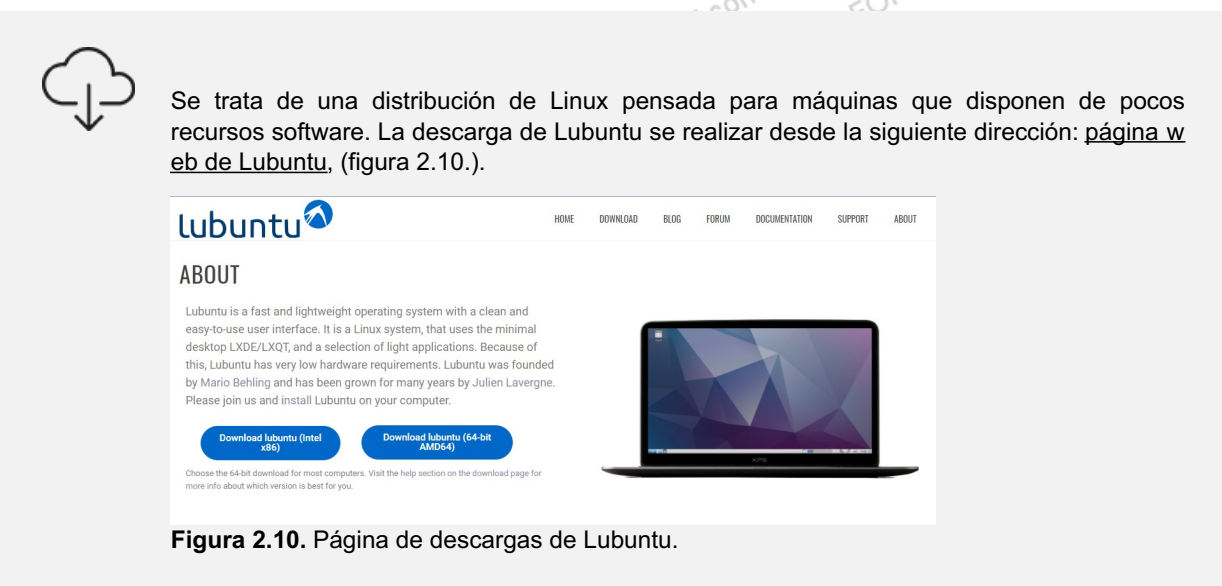 Se trata de una distribución de Linux pensada para máquinas que disponen de pocos
recursos software. La descarga de Lubuntu se realizar desde la siguiente dirección: página w
eb de Lubuntu, (figura 2.10.).
lubuntu
HOME DOWNLOAD BLOG FORUM DOCUMENTATION SUPPORT ABOUT
ABOUT
Lubuntu is a fast and lightweight operating system with a clean and
easy-to-use user interface. It is a Linux system, that uses the minimal
desktop LXDE/LXQT, and a selection of light applications. Because of
this, Lubuntu has very low hardware requirements. Lubuntu was founded
by Mario Behling and has been grown for many years by Julien Lavergne.
Please join us and install Lubuntu on your computer.
Download lubuntu (Intel
x86)
Download lubuntu (64-bit
AMD64)
Choose the 64-bit download for most computers. Visit the help section on the download page for
more info about which version is best for you.
XPS
Figura 2.10. Página de descargas de Lubuntu.